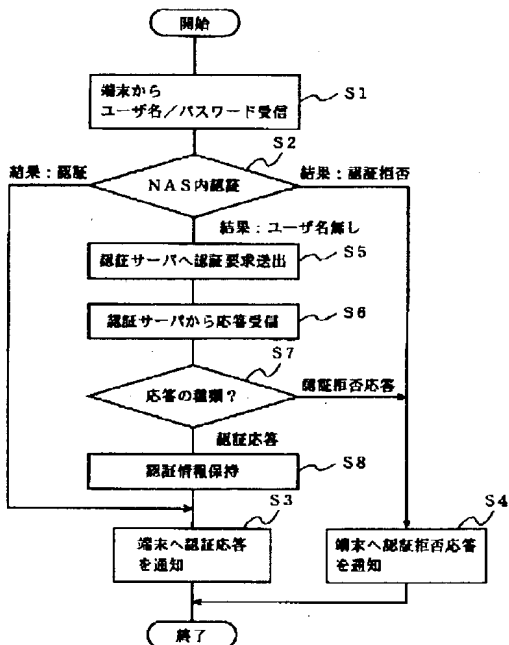 開始
端末から
ユーザ名/パスワード受信
S1
S2
結果:認証
NAS内認証
結果:認証拒否
結果:ユーザ名無し
認証サーバへ認証要求送出
S5
認証サーバから応答受信
S6
S7
応答の種類?
認証拒否応答
認証応答
認証情報保持
S8
S3
S4
端末へ認証応答
を通知
端末へ認証拒否応答
を通知
終了